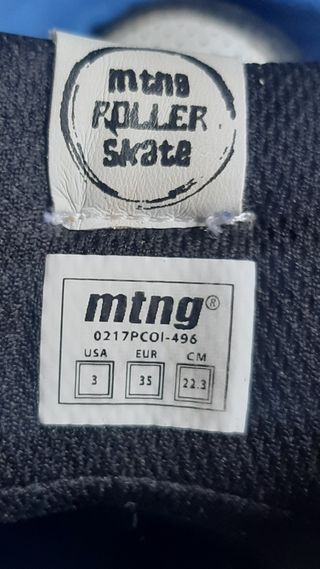 mtng
ROLLER
skate
mtng®
0217PCOI-496
USA EUR CM
3 35 22.3